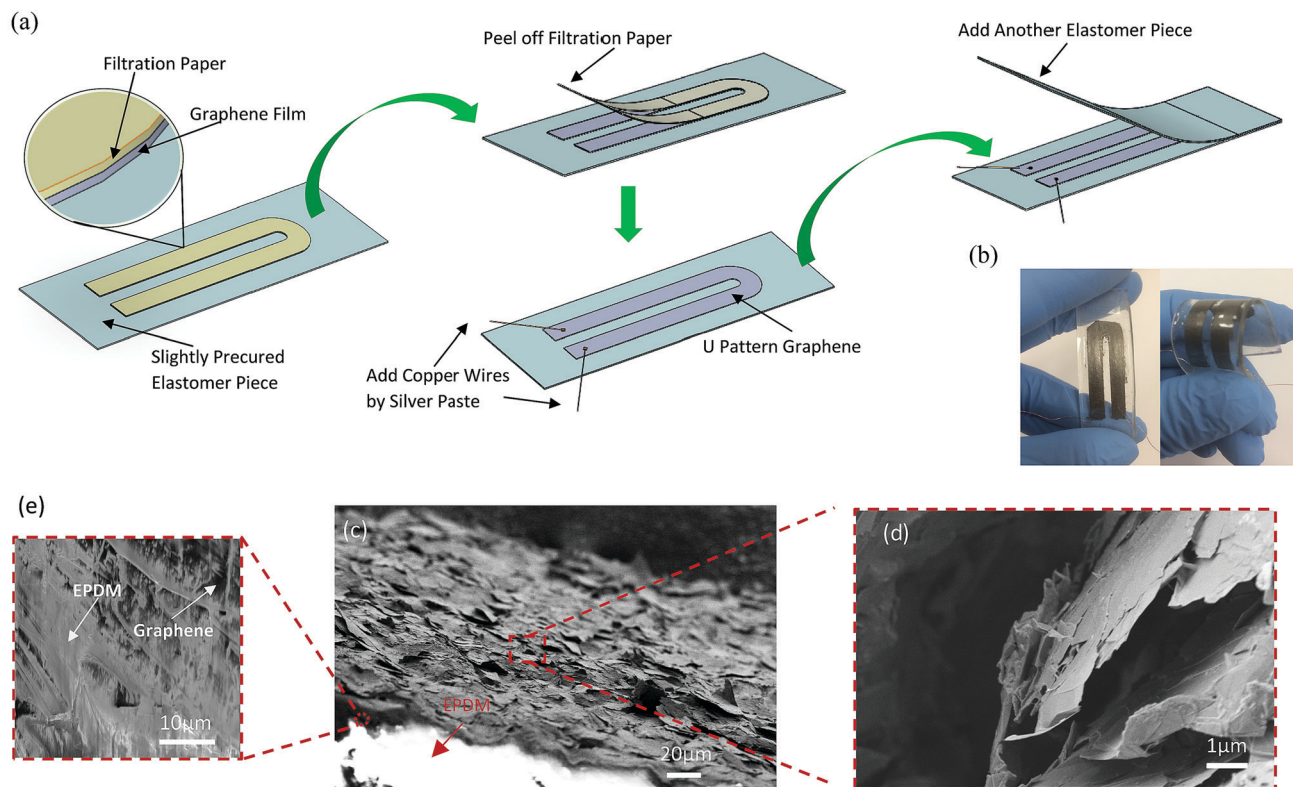 (a)
Filtration Paper
Graphene Film
Slightly Precured
Elastomer Piece
Peel off Filtration Paper
Add Copper Wires
by Silver Paste
U Pattern Graphene
Add Another Elastomer Piece
(b)
(e)
EPDM
Graphene
10μm
(c)
EPDM
20μm
(d)
1μm